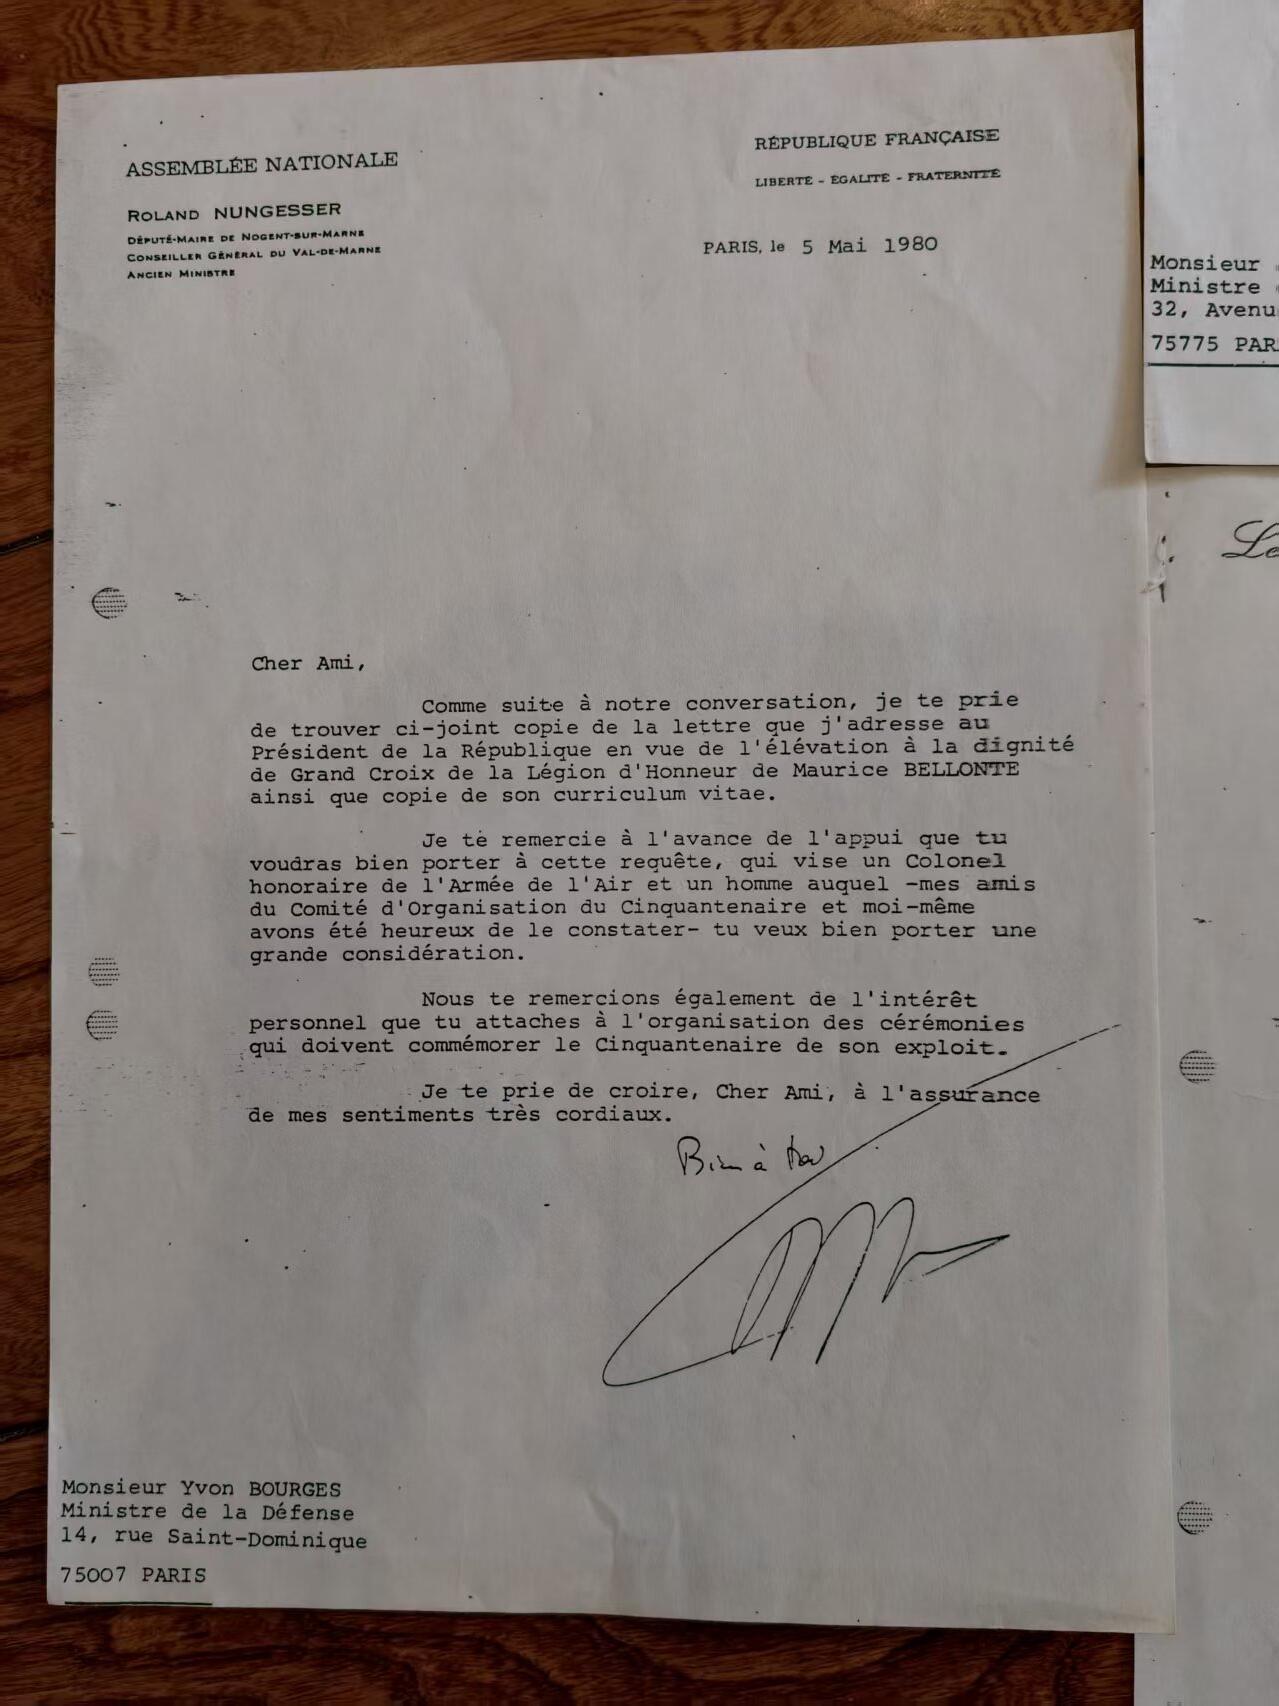 ASSEMBLÉE NATIONALE
ROLAND NUNGESSER
DÉPUTÉ-MAIRE DE NOGENT-SUR-MARNE
CONSEILLER GÉNÉRAL DU VAL-DE-MARNE
ANCIEN MINISTRE
RÉPUBLIQUE FRANÇAISE
LIBERTÉ - ÉGALITÉ - FRATERNITÉ
PARIS, le 5 Mai 1980
Cher Ami,
Comme suite à notre conversation, je te prie
de trouver ci-joint copie de la lettre que j'adresse au
Président de la République en vue de l'élévation à la dignité
de Grand Croix de la Légion d'Honneur de Maurice BELLONTE
ainsi que copie de son curriculum vitae.
Je te remercie à l'avance de l'appui que tu
voudras bien porter à cette requête, qui vise un Colonel
honoraire de l'Armée de l'Air et un homme auquel -mes amis
du Comité d'Organisation du Cinquantenaire et moi-même
avons été heureux de le constater- tu veux bien porter une
grande considération.
Nous te remercions également de l'intérêt
personnel que tu attaches à l'organisation des cérémonies
qui doivent commémorer le Cinquantenaire de son exploit.
Je te prie de croire, Cher Ami, à l'assurance
de mes sentiments très cordiaux.
Bien à toi
Monsieur Yvon BOURGES
Ministre de la Défense
14, rue Saint-Dominique
75007 PARIS
Monsieur
Ministre
32, Avenu
75775 PAR
Le